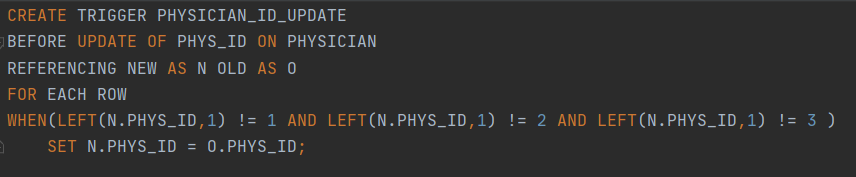 CREATE TRIGGER PHYSICIAN_ID_UPDATE
BEFORE UPDATE OF PHYS_ID ON PHYSICIAN
REFERENCING NEW AS N OLD AS O
FOR EACH ROW
WHEN(LEFT(N.PHYS_ID,1) != 1 AND LEFT(N.PHYS_ID,1) != 2 AND LEFT(N.PHYS_ID,1) != 3 )
    SET N.PHYS_ID = O.PHYS_ID;